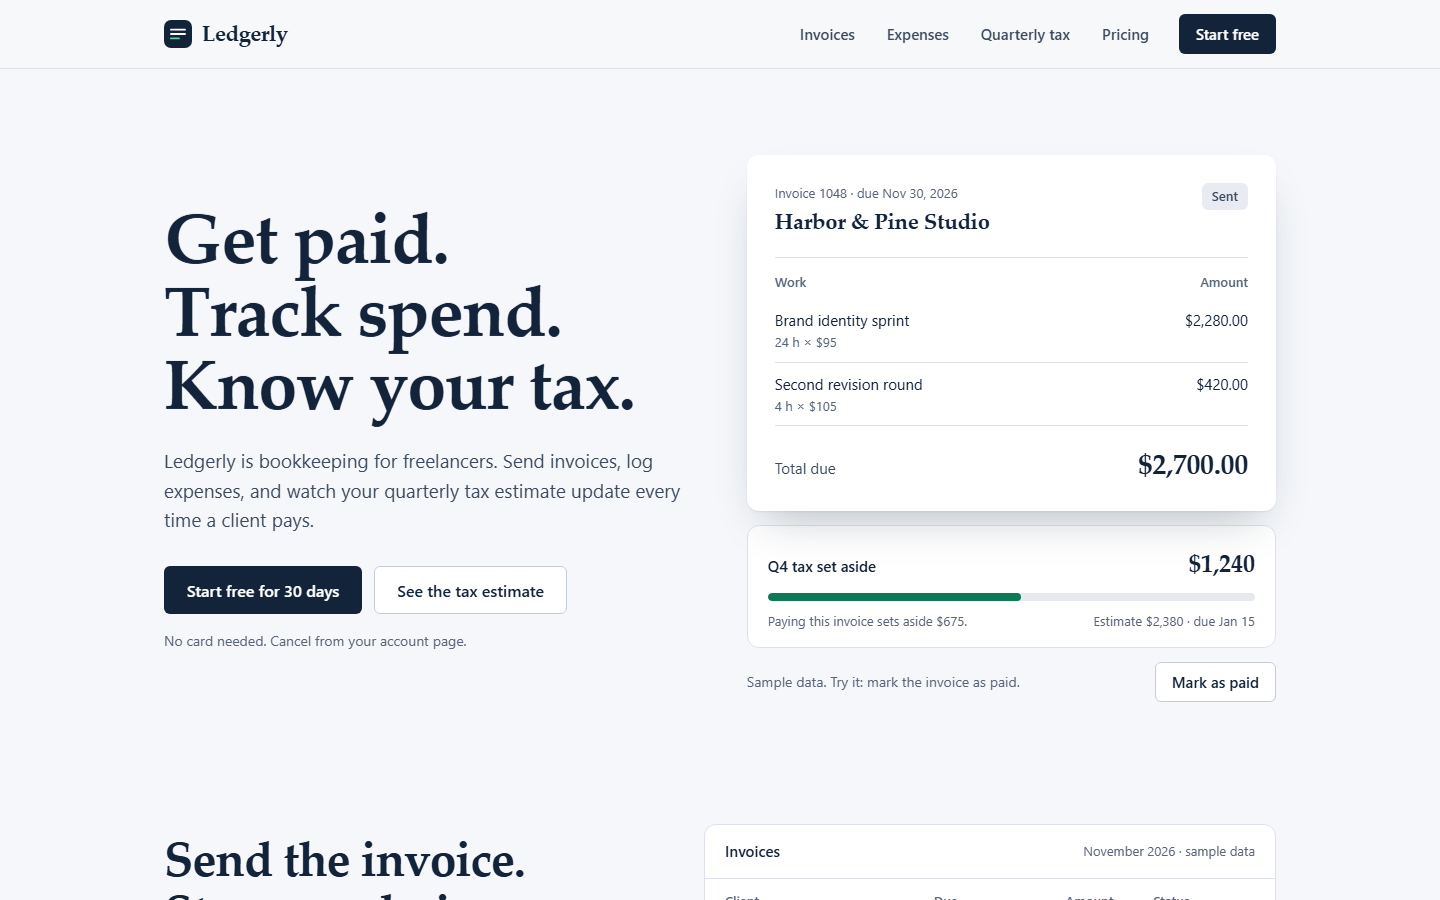 Ledgerly
Invoices
Expenses
Quarterly tax
Pricing
Start free
Get paid.
Track spend.
Know your tax.
Ledgerly is bookkeeping for freelancers. Send invoices, log
expenses, and watch your quarterly tax estimate update every
time a client pays.
Start free for 30 days
See the tax estimate
No card needed. Cancel from your account page.
Invoice 1048 · due Nov 30, 2026
Sent
Harbor & Pine Studio
Work
Amount
Brand identity sprint
$2,280.00
24 h × $95
Second revision round
$420.00
4 h × $105
Total due
$2,700.00
Q4 tax set aside
$1,240
Paying this invoice sets aside $675.
Estimate $2,380 · due Jan 15
Sample data. Try it: mark the invoice as paid.
Mark as paid
Send the invoice.
Invoices
November 2026 · sample data
Client
Due
Amount
Status